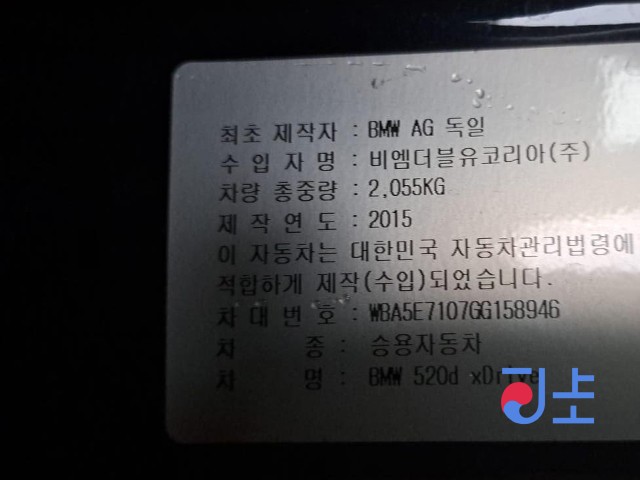 최초 제작자 : BMW AG 독일
수 입 자 명 : 비엠더블유코리아(주)
차량 총중량 : 2,055KG
제 작 연 도 : 2015
이 자동차는 대한민국 자동차관리법령에
적합하게 제작(수입)되었습니다.
차 대 번 호 : WBA5E7107GG158946
차 종 : 승용자동차
차 명 : BMW 520d xDrive